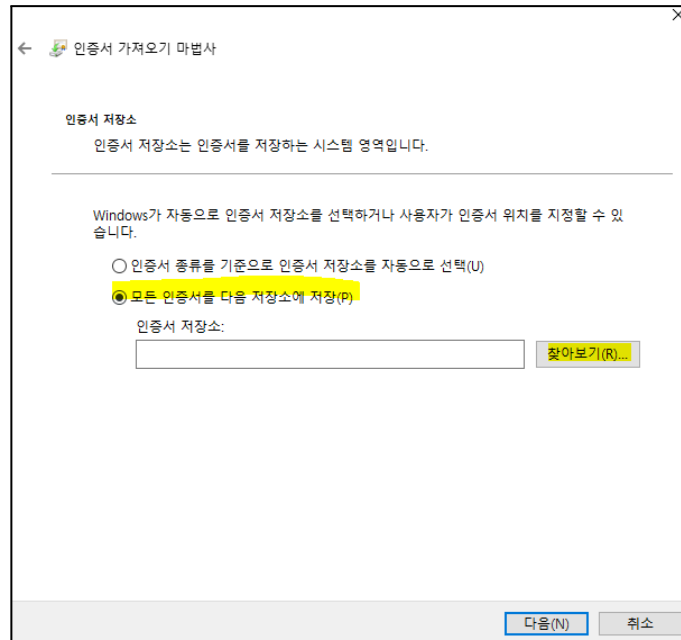 인증서 가져오기 마법사
인증서 저장소
인증서 저장소는 인증서를 저장하는 시스템 영역입니다.
Windows가 자동으로 인증서 저장소를 선택하거나 사용자가 인증서 위치를 지정할 수 있
습니다.
인증서 종류를 기준으로 인증서 저장소를 자동으로 선택(U)
모든 인증서를 다음 저장소에 저장(P)
인증서 저장소:
찾아보기(R)...
다음(N)
취소